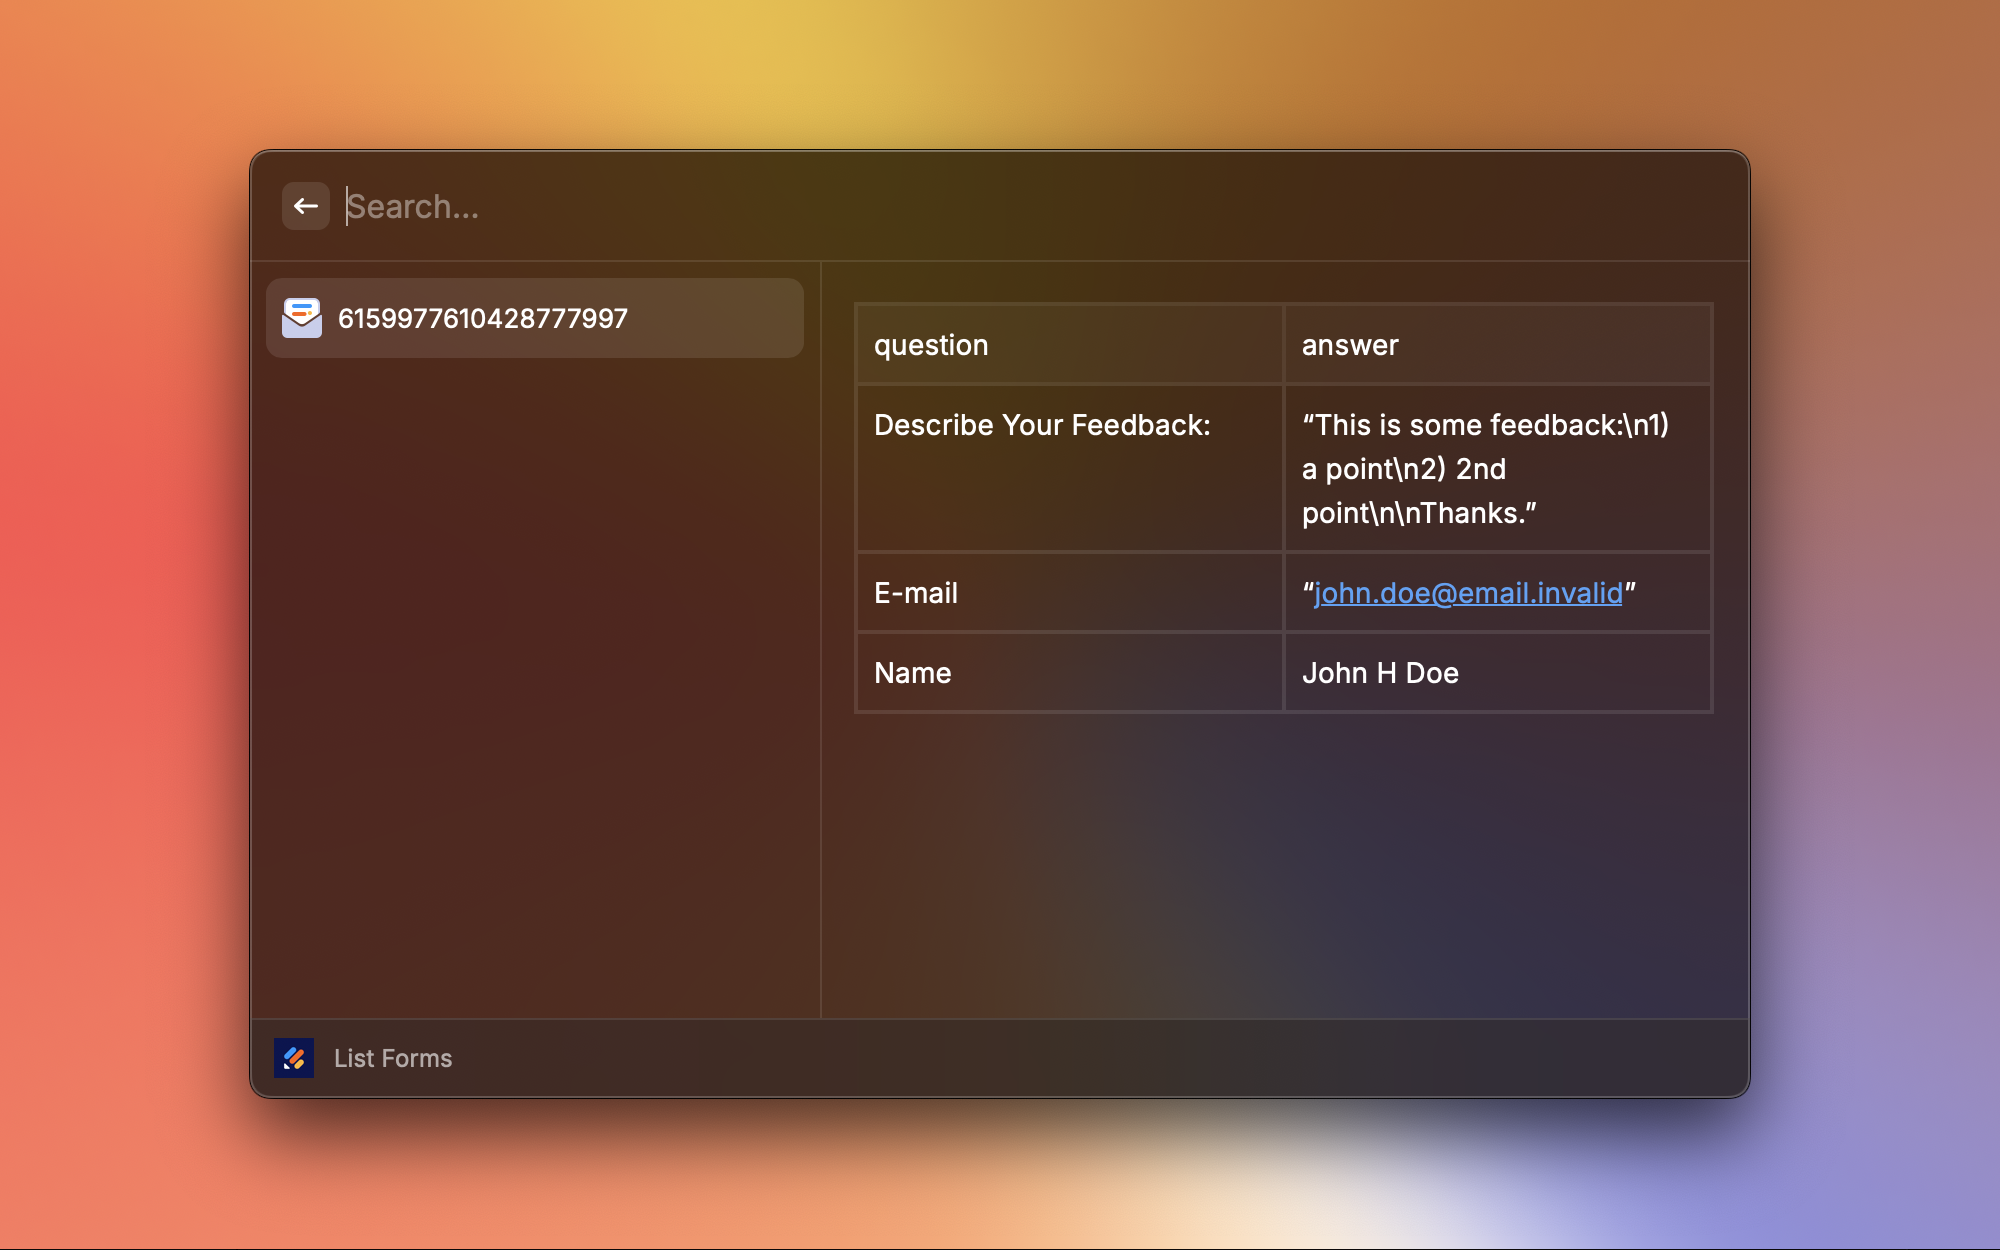 Search...
6159977610428777997
question
answer
Describe Your Feedback:
“This is some feedback:\n1)
a point\n2) 2nd
point\n\nThanks.”
E-mail
“john.doe@email.invalid”
Name
John H Doe
List Forms